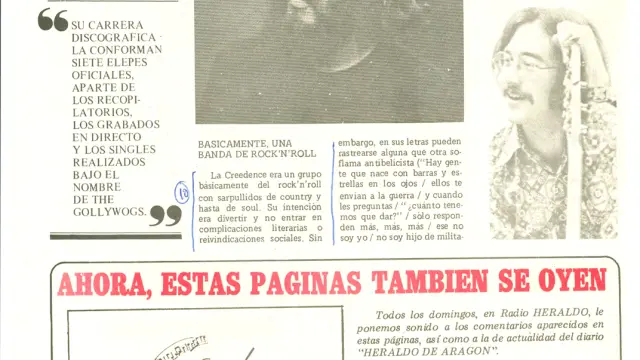 SU CARRERA
DISCOGRAFICA
LA CONFORMAN
SIETE ELEPES
OFICIALES,
APARTE DE
LOS RECOPI-
LATORIOS,
LOS GRABADOS
EN DIRECTO
Y LOS SINGLES
REALIZADOS
BAJO EL
NOMBRE
DE THE
GOLLYWOGS.
BASICAMENTE, UNA
BANDA DE ROCK'N'ROLL
La Creedence era un grupo
básicamente del rock'n'roll
con sarpullidos de country y
hasta de soul. Su intención
era divertir y no entrar en
complicaciones literarias o
reivindicaciones sociales. Sin
embargo, en sus letras pueden
rastrearse alguna que otra so-
flama antibelicista ("Hay gen-
te que nace con barras y es-
trellas en los ojos / ellos te
envian a la guerra / y cuando
les preguntas / "¿cuánto tene-
mos que dar?" / sólo respon-
den más, más, más / ese no
soy yo / no soy hijo de milita-
AHORA, ESTAS PAGINAS TAMBIEN SE OYEN
Todos los domingos, en Radio HERALDO, le
ponemos sonido a los comentarios aparecidos en
estas páginas, así como a la de actualidad del diario
"HERALDO DE ARAGON".